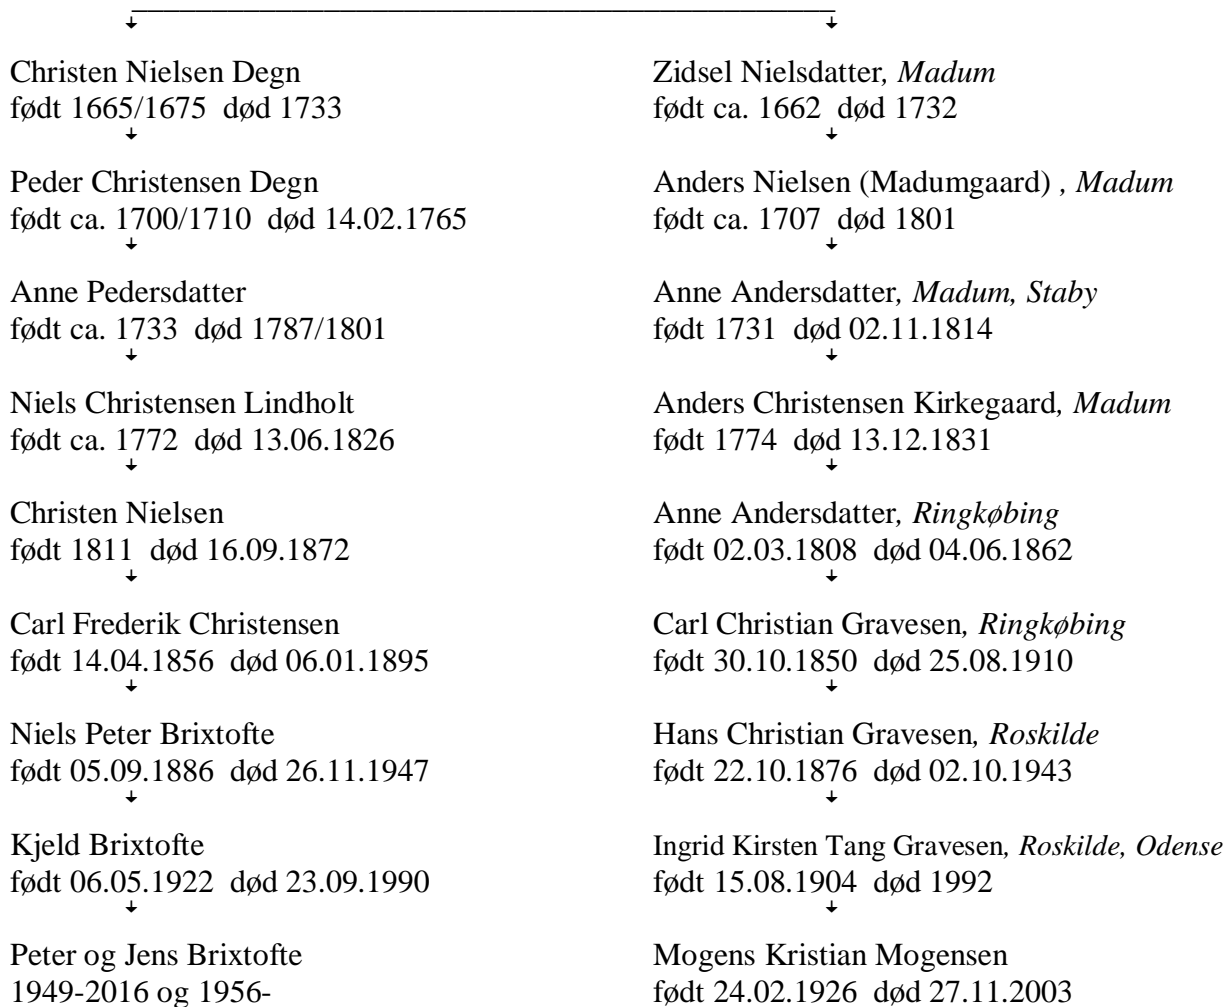 Christen Nielsen Degn
født 1665/1675 død 1733
Peder Christensen Degn
født ca. 1700/1710 død 14.02.1765
Anne Pedersdatter
født ca. 1733 død 1787/1801
Niels Christensen Lindholt
født ca. 1772 død 13.06.1826
Christen Nielsen
født 1811 død 16.09.1872
Carl Frederik Christensen
født 14.04.1856 død 06.01.1895
Niels Peter Brixtofte
født 05.09.1886 død 26.11.1947
Kjeld Brixtofte
født 06.05.1922 død 23.09.1990
Peter og Jens Brixtofte
1949-2016 og 1956-
Zidsel Nielsdatter, Madum
født ca. 1662 død 1732
Anders Nielsen (Madumgaard) , Madum
født ca. 1707 død 1801
Anne Andersdatter, Madum, Staby
født 1731 død 02.11.1814
Anders Christensen Kirkegaard, Madum
født 1774 død 13.12.1831
Anne Andersdatter, Ringkøbing
født 02.03.1808 død 04.06.1862
Carl Christian Gravesen, Ringkøbing
født 30.10.1850 død 25.08.1910
Hans Christian Gravesen, Roskilde
født 22.10.1876 død 02.10.1943
Ingrid Kirsten Tang Gravesen, Roskilde, Odense
født 15.08.1904 død 1992
Mogens Kristian Mogensen
født 24.02.1926 død 27.11.2003